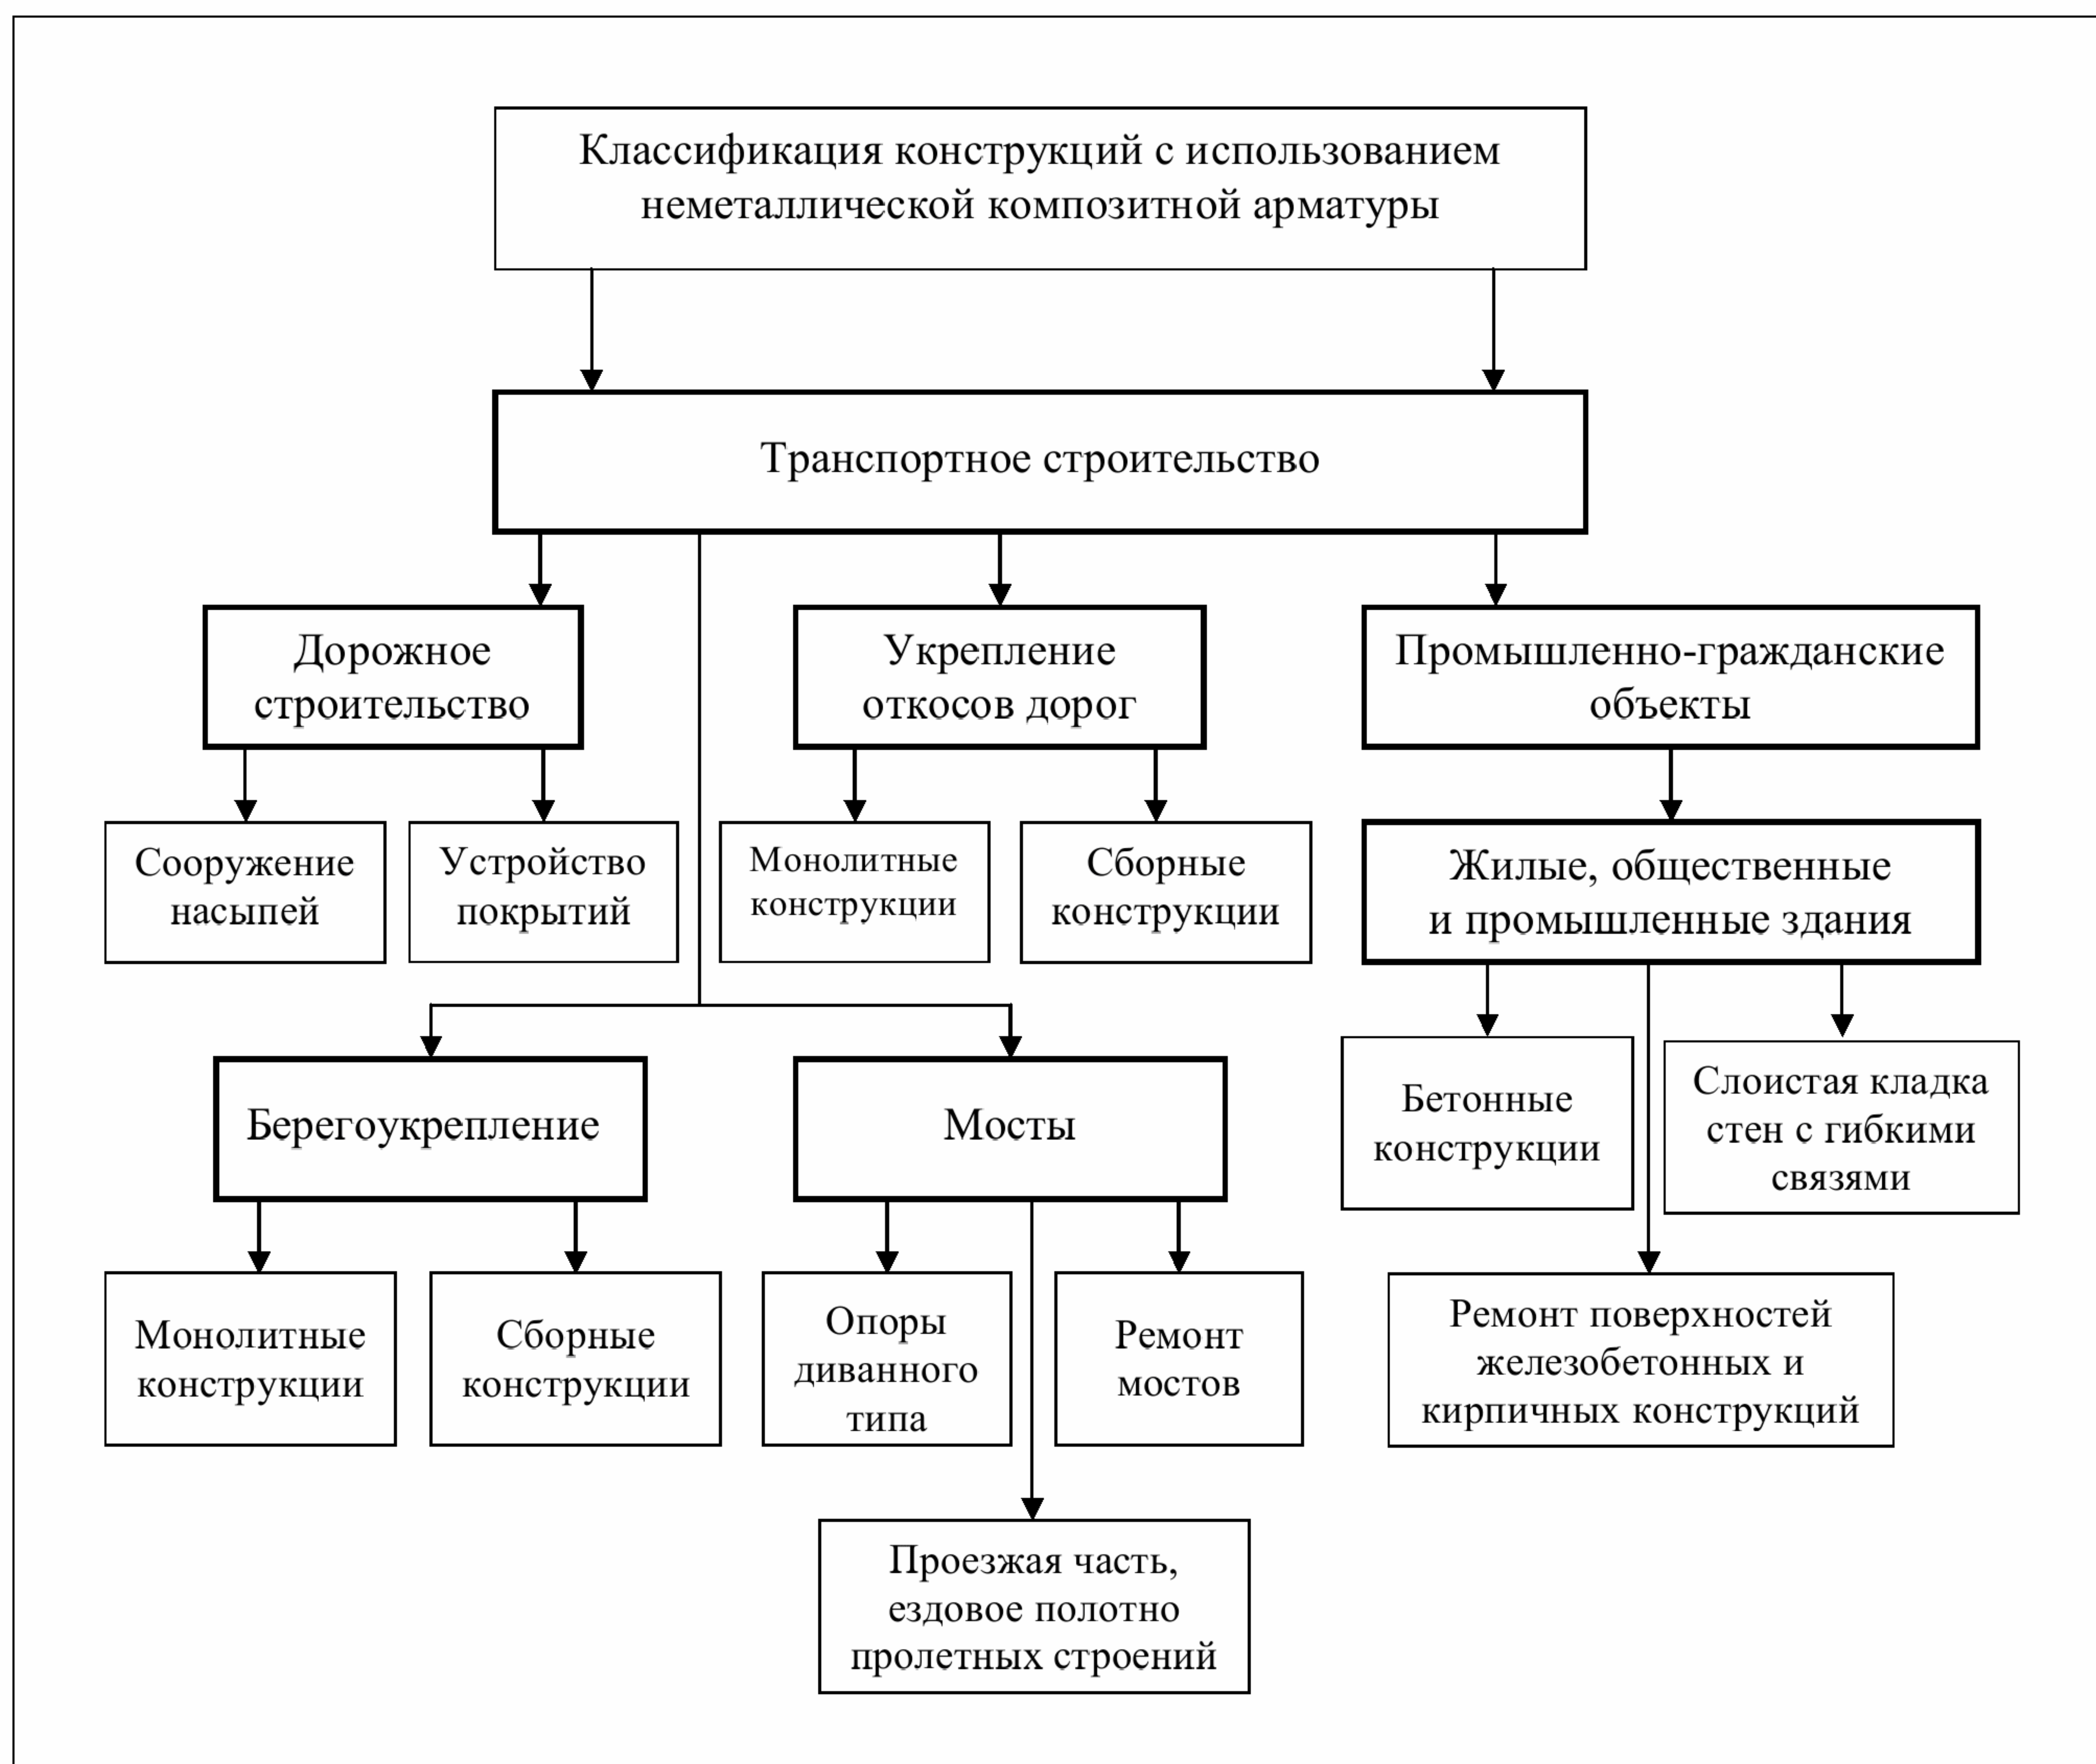 Классификация конструкций с использованием
неметаллической композитной арматуры
Транспортное строительство
Дорожное
строительство
Укрепление
откосов дорог
Промышленно-гражданские
объекты
Сооружение
насыпей
Устройство
покрытий
Монолитные
конструкции
Сборные
конструкции
Жилые, общественные
и промышленные здания
Берегоукрепление
Мосты
Бетонные
конструкции
Слоистая кладка
стен с гибкими
связями
Монолитные
конструкции
Сборные
конструкции
Опоры
диванного
типа
Ремонт
мостов
Ремонт поверхностей
железобетонных и
кирпичных конструкций
Проезжая часть,
ездовое полотно
пролетных строений